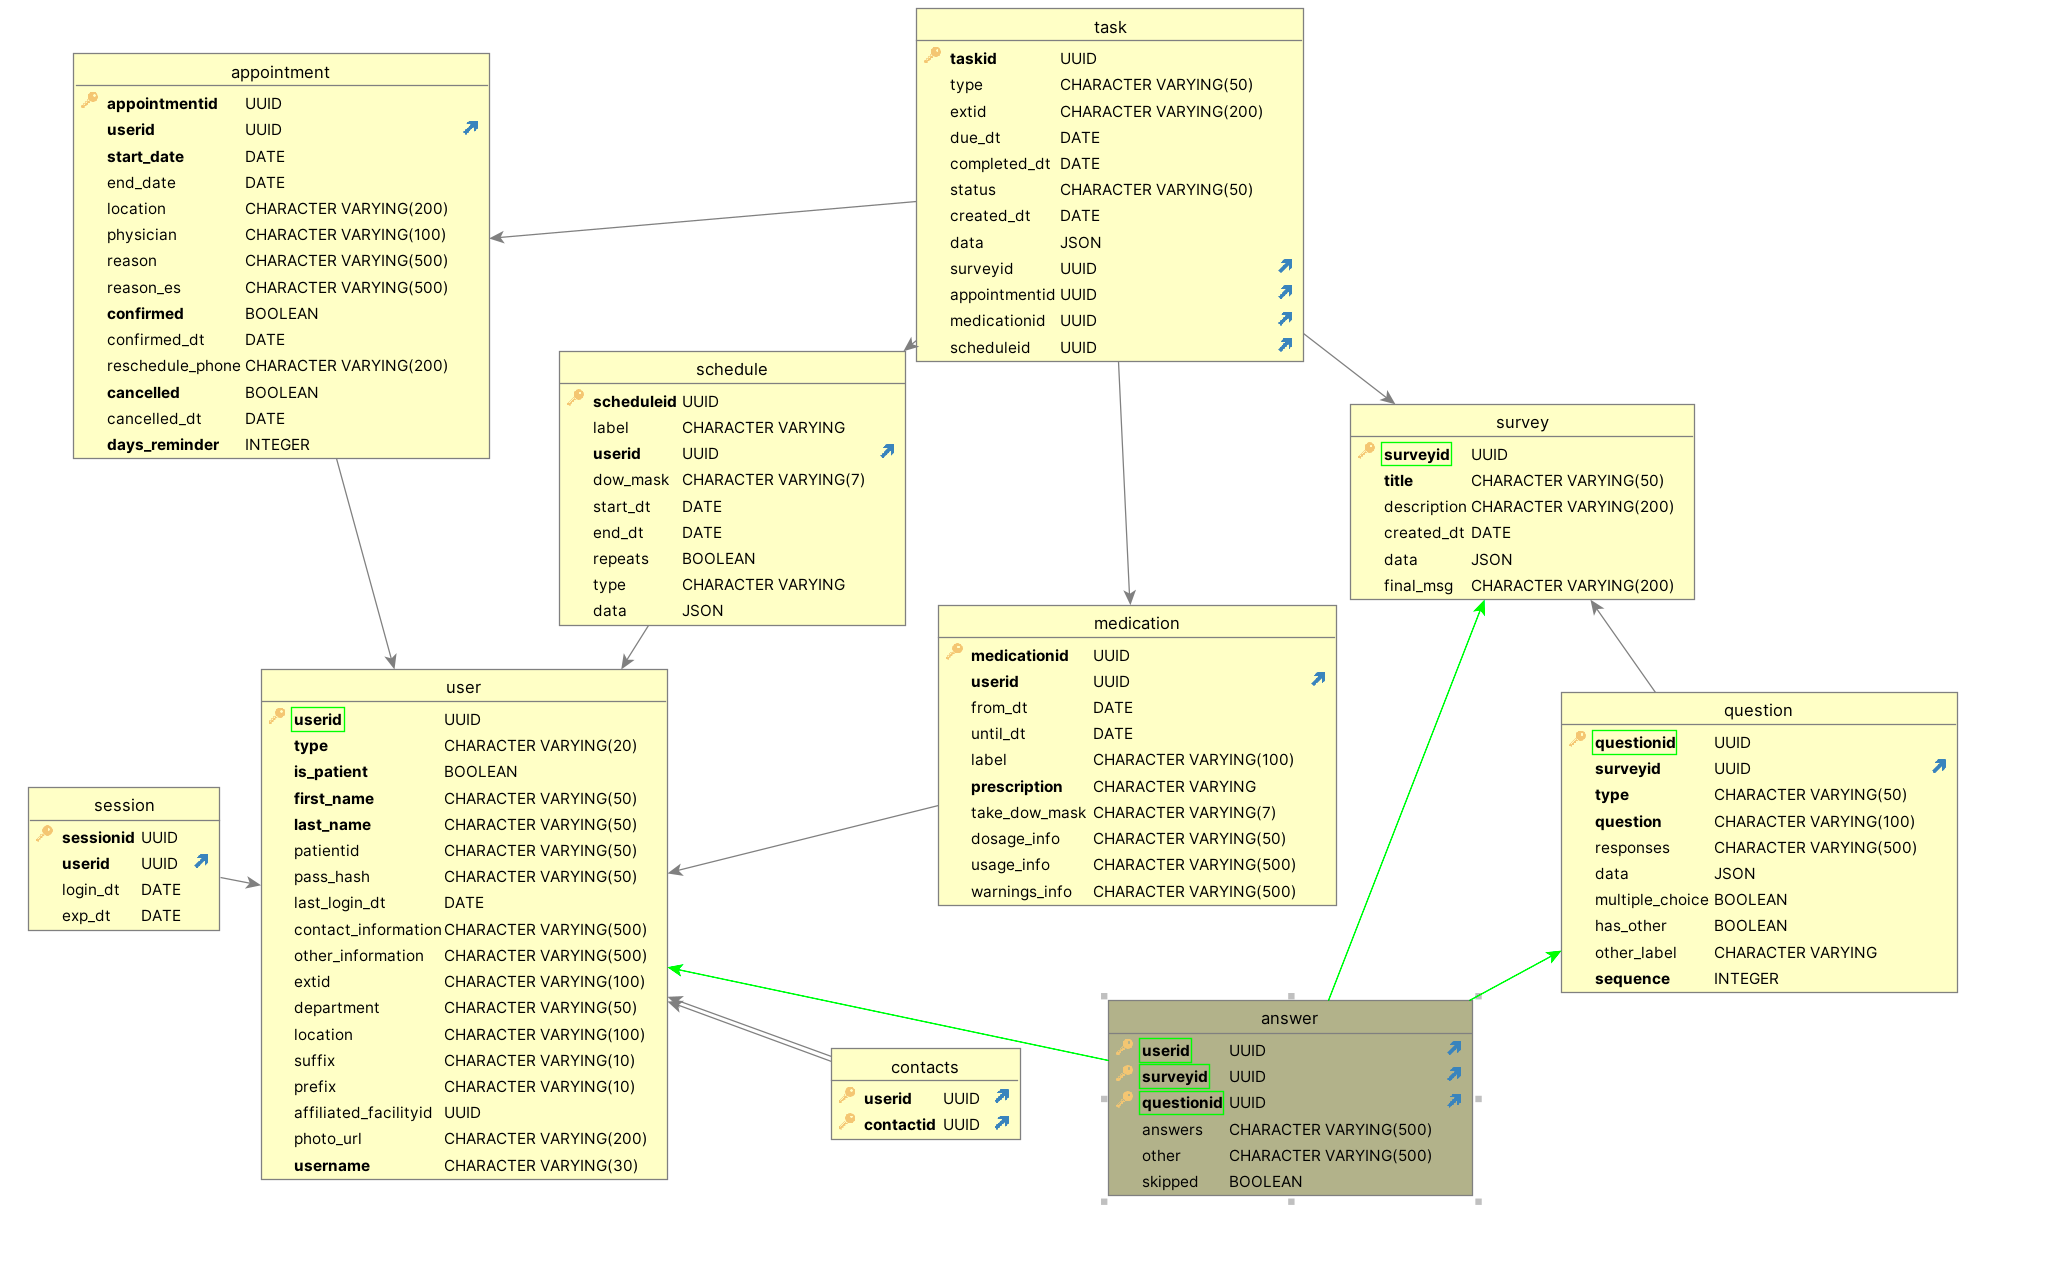 task
taskid UUID
type CHARACTER VARYING(50)
extid CHARACTER VARYING(200)
due_dt DATE
completed_dt DATE
status CHARACTER VARYING(50)
created_dt DATE
data JSON
surveyid UUID
appointmentid UUID
medicationid UUID
scheduleid UUID
appointment
appointmentid UUID
userid UUID
start_date DATE
end_date DATE
location CHARACTER VARYING(200)
physician CHARACTER VARYING(100)
reason CHARACTER VARYING(500)
reason_es CHARACTER VARYING(500)
confirmed BOOLEAN
confirmed_dt DATE
reschedule_phone CHARACTER VARYING(200)
cancelled BOOLEAN
cancelled_dt DATE
days_reminder INTEGER
schedule
scheduleid UUID
label CHARACTER VARYING
userid UUID
dow_mask CHARACTER VARYING(7)
start_dt DATE
end_dt DATE
repeats BOOLEAN
type CHARACTER VARYING
data JSON
survey
surveyid UUID
title CHARACTER VARYING(50)
description CHARACTER VARYING(200)
created_dt DATE
data JSON
final_msg CHARACTER VARYING(200)
medication
medicationid UUID
userid UUID
from_dt DATE
until_dt DATE
label CHARACTER VARYING(100)
prescription CHARACTER VARYING
take_dow_mask CHARACTER VARYING(7)
dosage_info CHARACTER VARYING(50)
usage_info CHARACTER VARYING(500)
warnings_info CHARACTER VARYING(500)
user
userid UUID
type CHARACTER VARYING(20)
is_patient BOOLEAN
first_name CHARACTER VARYING(50)
last_name CHARACTER VARYING(50)
patientid CHARACTER VARYING(50)
pass_hash CHARACTER VARYING(50)
last_login_dt DATE
contact_information CHARACTER VARYING(500)
other_information CHARACTER VARYING(500)
extid CHARACTER VARYING(100)
department CHARACTER VARYING(50)
location CHARACTER VARYING(100)
suffix CHARACTER VARYING(10)
prefix CHARACTER VARYING(10)
affiliated_facilityid UUID
photo_url CHARACTER VARYING(200)
username CHARACTER VARYING(30)
question
questionid UUID
surveyid UUID
type CHARACTER VARYING(50)
question CHARACTER VARYING(100)
responses CHARACTER VARYING(500)
data JSON
multiple_choice BOOLEAN
has_other BOOLEAN
other_label CHARACTER VARYING
sequence INTEGER
session
sessionid UUID
userid UUID
login_dt DATE
exp_dt DATE
contacts
userid UUID
contactid UUID
answer
userid UUID
surveyid UUID
questionid UUID
answers CHARACTER VARYING(500)
other CHARACTER VARYING(500)
skipped BOOLEAN